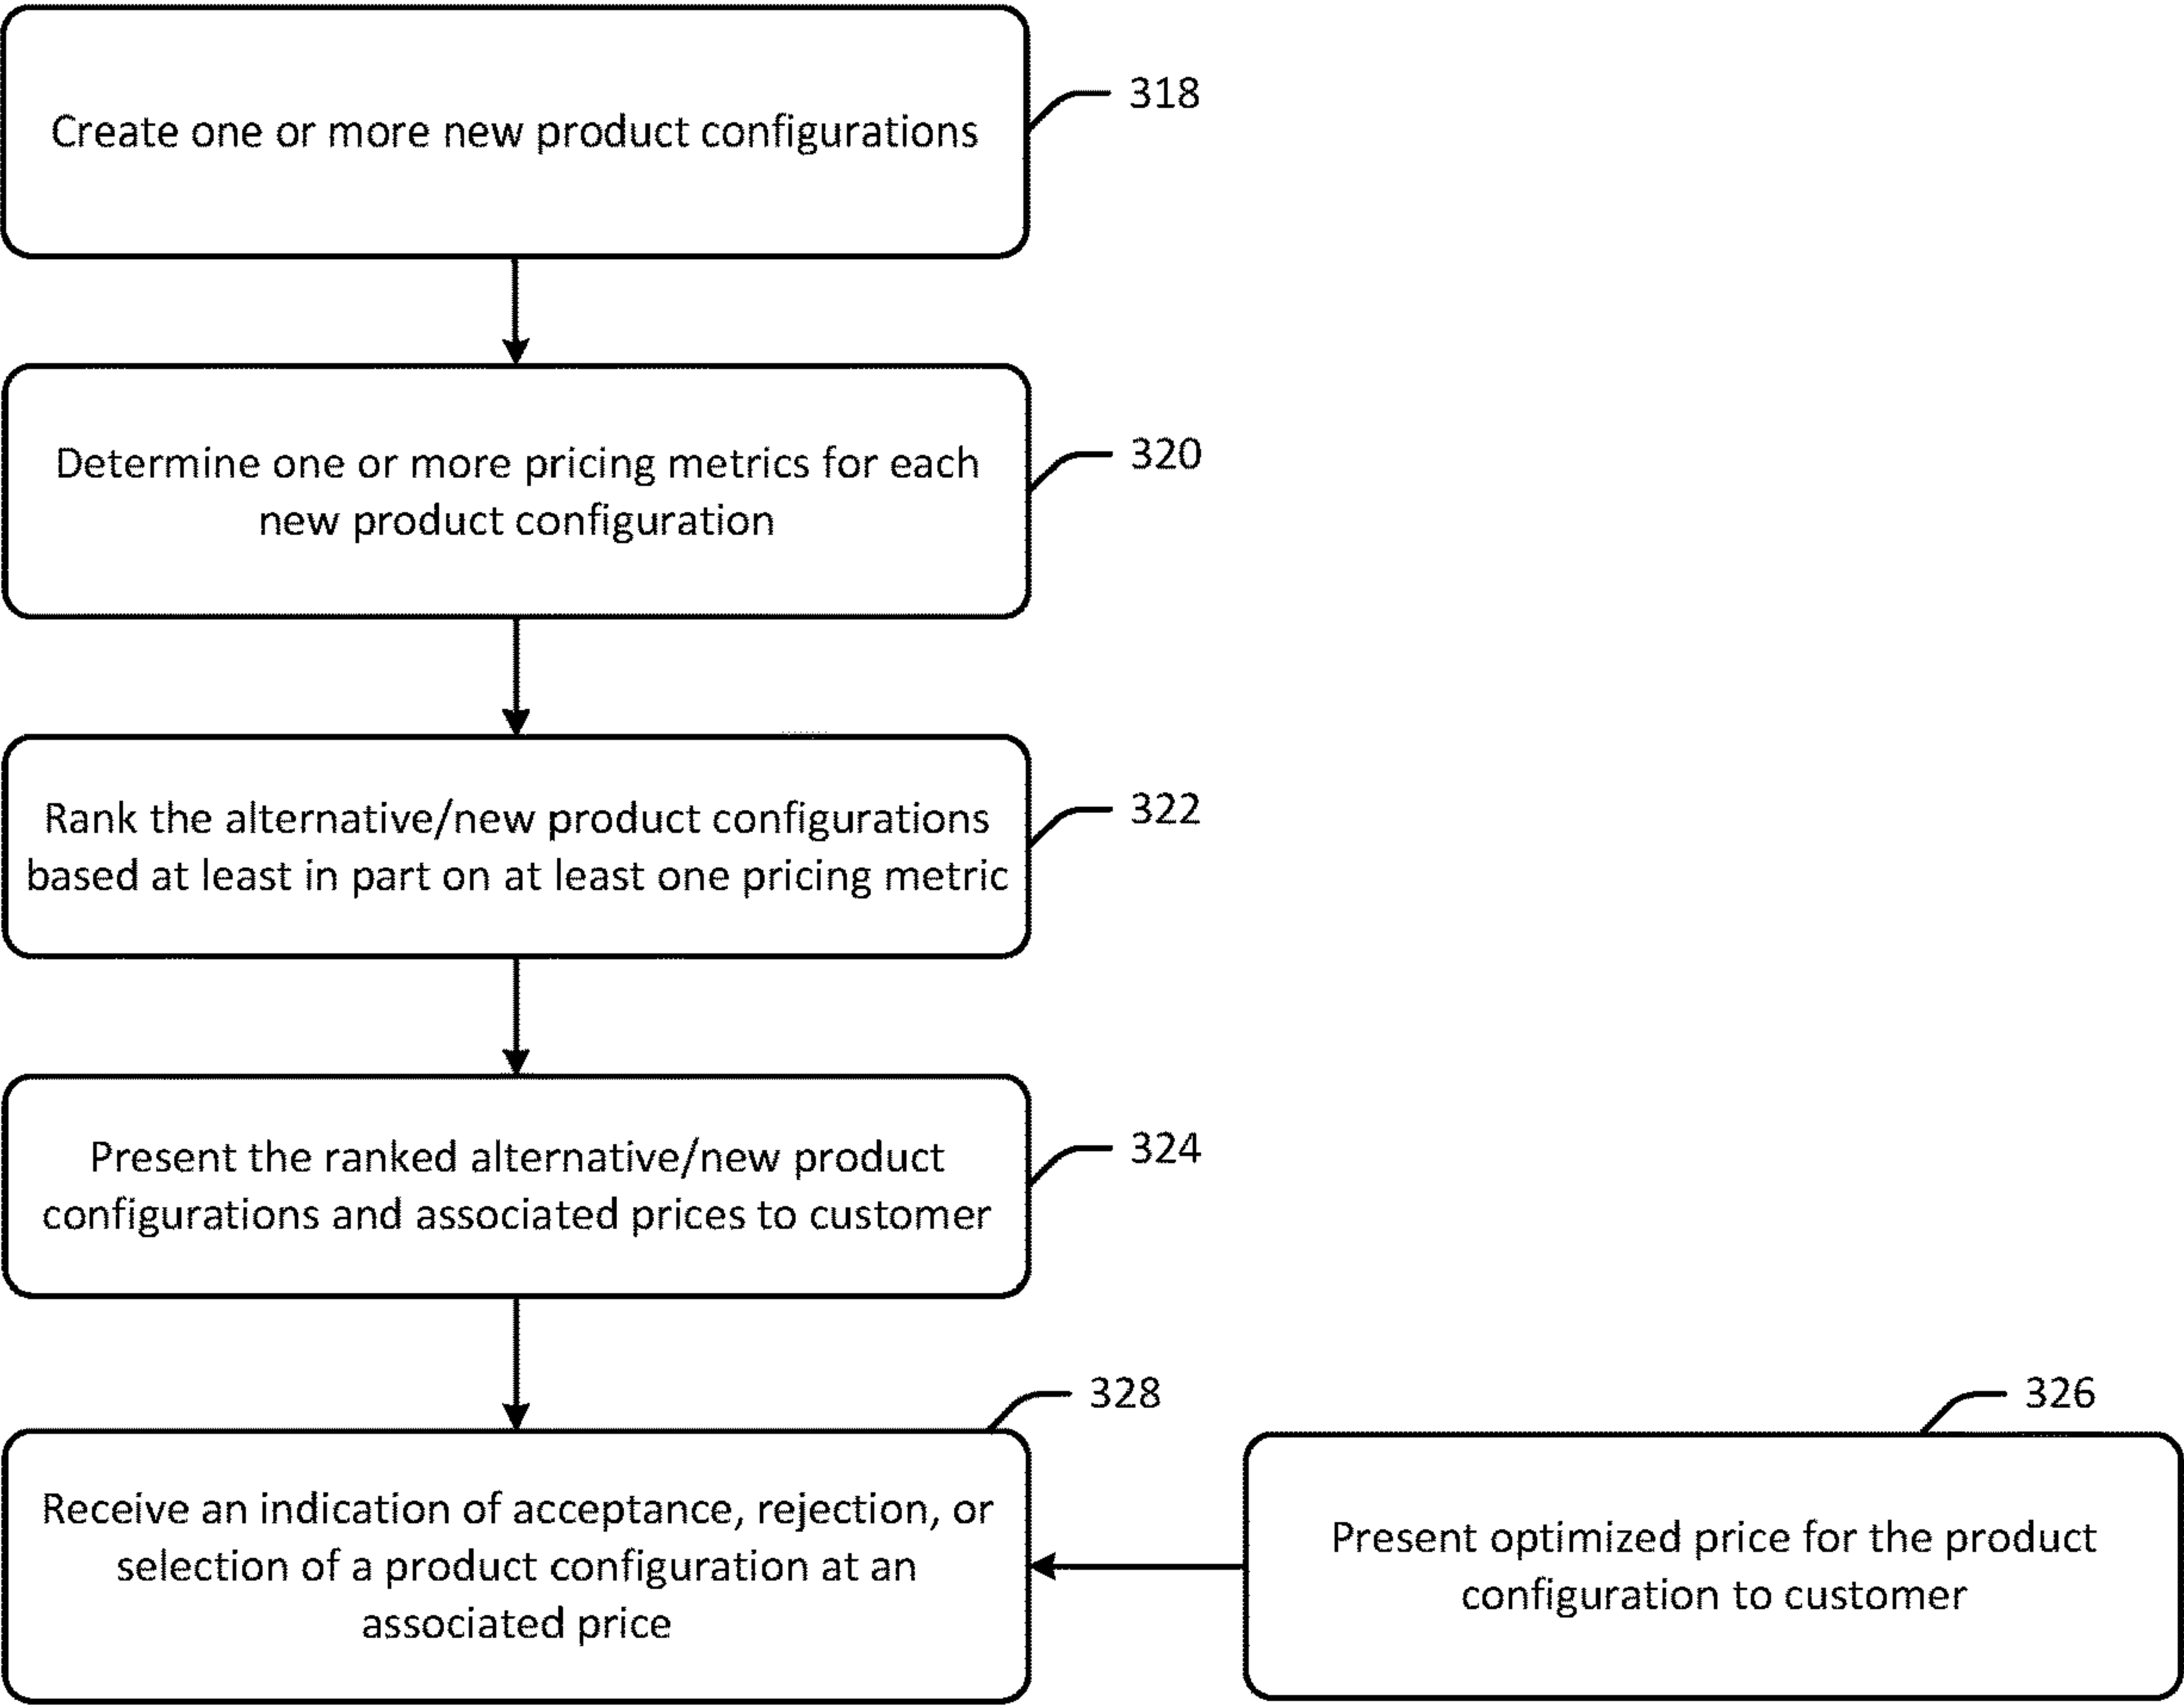 Create one or more new product configurations
318
Determine one or more pricing metrics for each
new product configuration
320
Rank the alternative/new product configurations
based at least in part on at least one pricing metric
322
Present the ranked alternative/new product
configurations and associated prices to customer
324
328
Receive an indication of acceptance, rejection, or
selection of a product configuration at an
associated price
326
Present optimized price for the product
configuration to customer